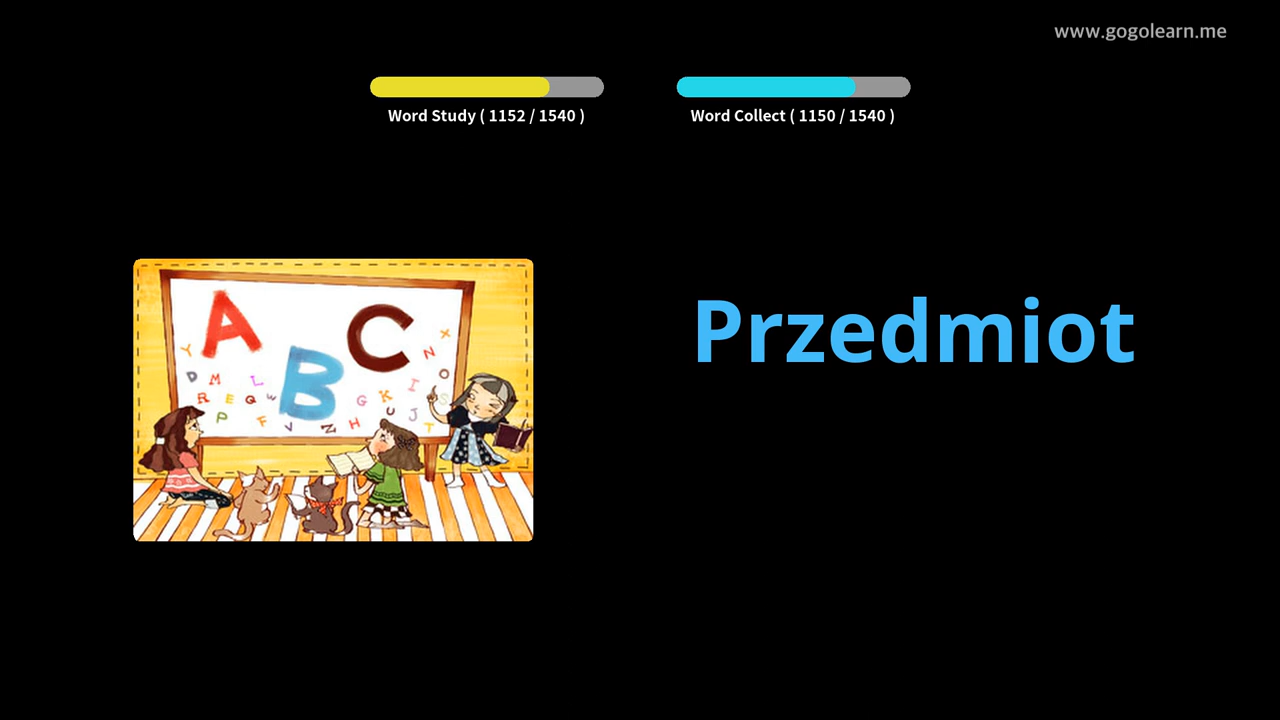 www.gogolearn.me
Word Study ( 1152 / 1540 )
Word Collect ( 1150 / 1540 )
Przedmiot
A
B
C
Y
X
N
D
M
L
I
O
R
E
Q
W
G
K
S
P
F
V
Z
H
U
J
T